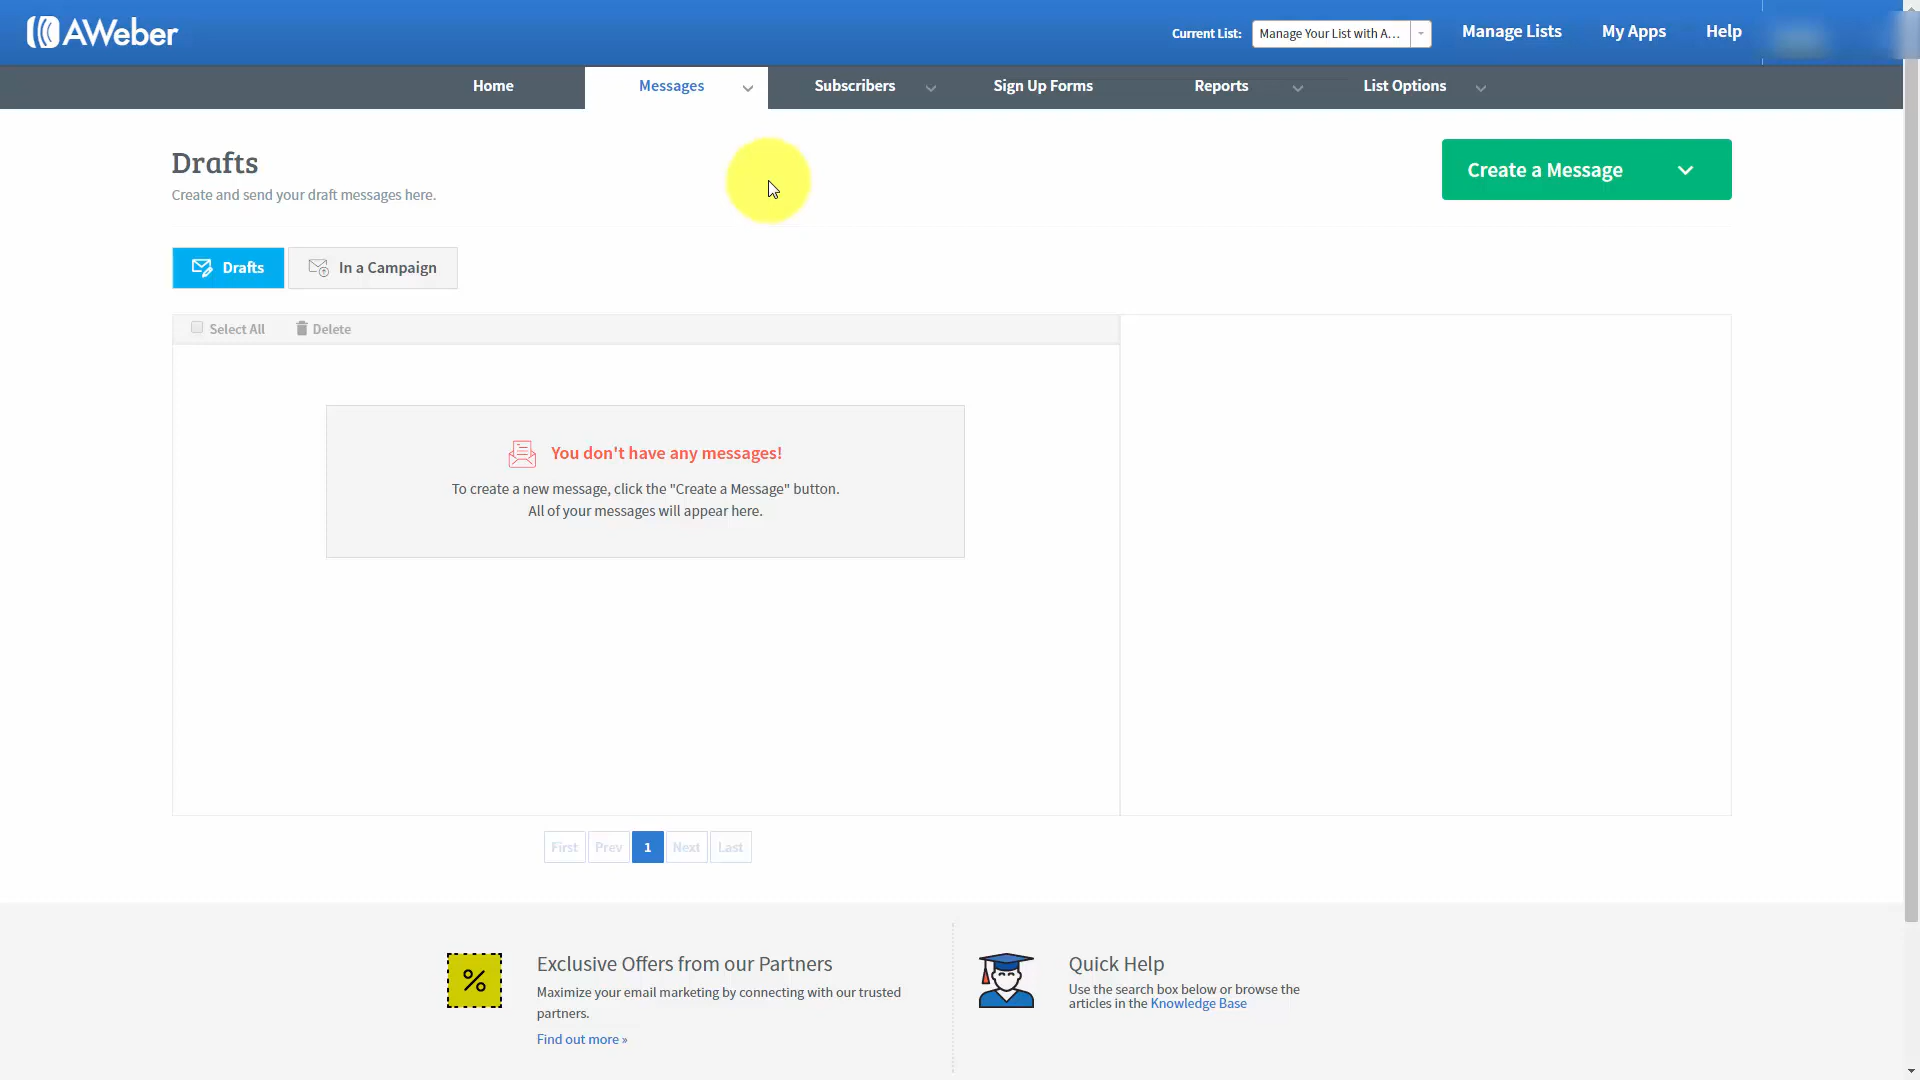 AWeber
Current List: Manage Your List with A...
Manage Lists
My Apps
Help
Home
Messages
Subscribers
Sign Up Forms
Reports
List Options
Drafts
Create and send your draft messages here.
Create a Message
Drafts
In a Campaign
Select All
Delete
You don't have any messages!
To create a new message, click the "Create a Message" button.
All of your messages will appear here.
First
Prev
1
Next
Last
%
Exclusive Offers from our Partners
Maximize your email marketing by connecting with our trusted
partners.
Find out more »
Quick Help
Use the search box below or browse the
articles in the Knowledge Base